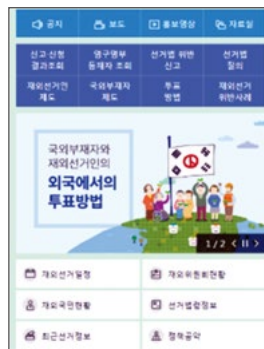 공지 보도 홍보영상 자료실
신고·신청 영구명부 선거법 위반 선거법
결과조회 등재자 조회 신고 질의
재외선거인 국외부재자 투표 재외선거
제도 제도 방법 위반사례
국외부재자와
재외선거인의
외국에서의
투표방법
1/2
재외선거일정 재외위원회현황
재외국민현황 선거법령정보
최근선거정보 정책공약